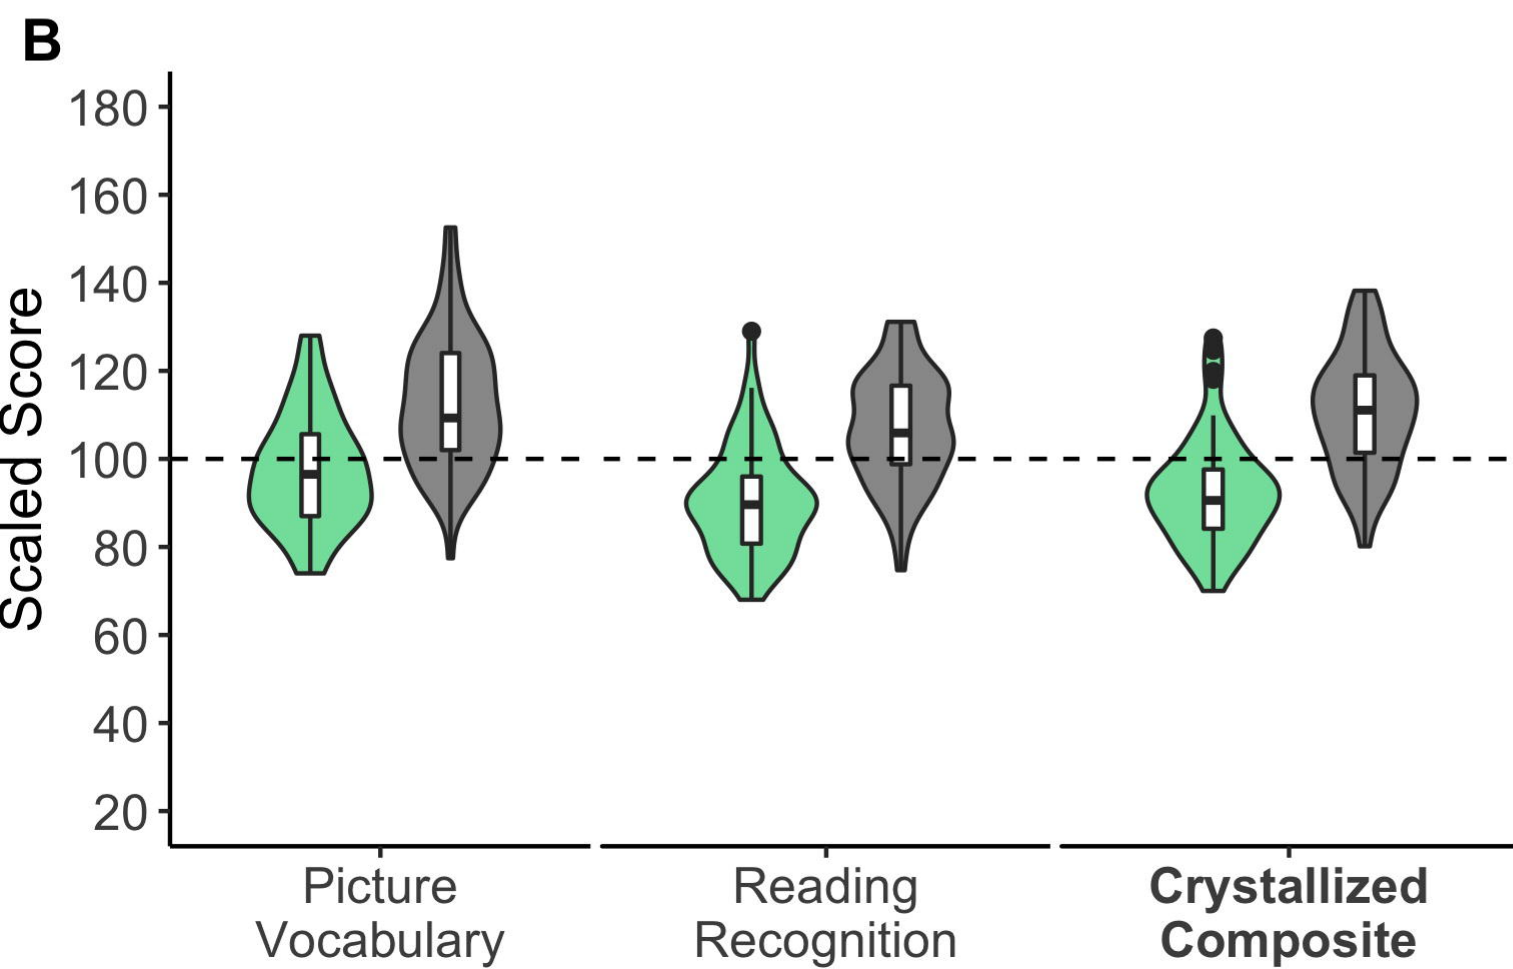 B
Scaled Score
180
160
140
120
100
80
60
40
20
Picture
Vocabulary
Reading
Recognition
Crystallized
Composite